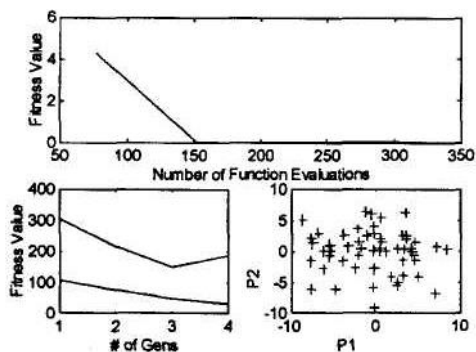 Fitness Value
6
4
2
0
50 100 150 200 250 300 350
Number of Function Evaluations
Fitness Value
400
300
200
100
0
1 2 3 4
# of Gens
P2
10
5
0
-5
-10
-10 0 10
P1